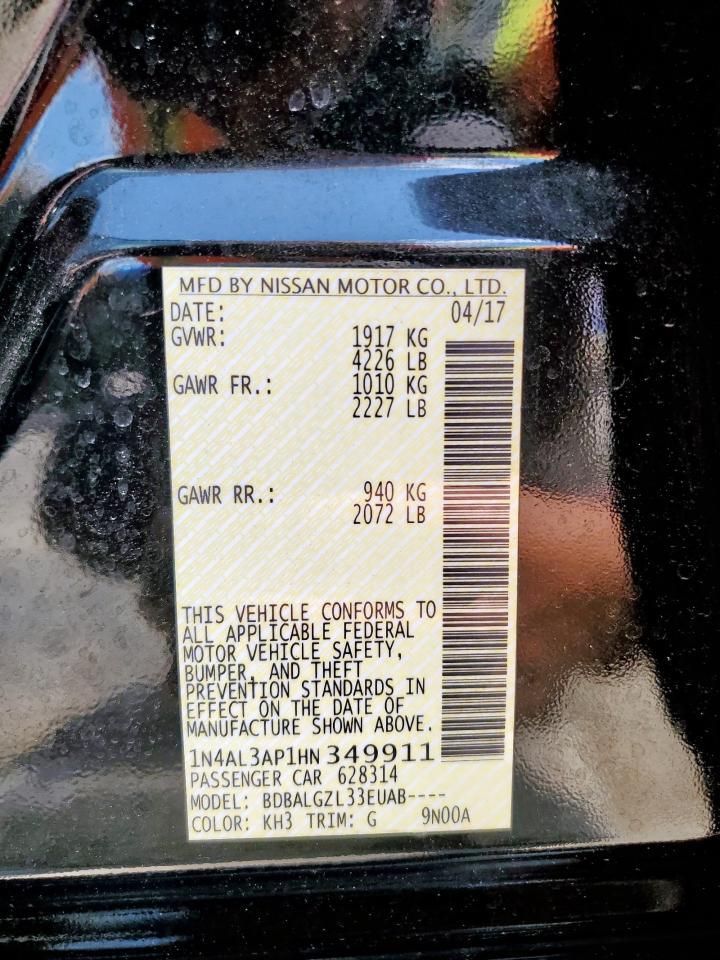 MFD BY NISSAN MOTOR CO., LTD.
DATE: 04/17
GVWR: 1917 KG
4226 LB
GAWR FR.: 1010 KG
2227 LB
GAWR RR.: 940 KG
2072 LB
THIS VEHICLE CONFORMS TO
ALL APPLICABLE FEDERAL
MOTOR VEHICLE SAFETY,
BUMPER, AND THEFT
PREVENTION STANDARDS IN
EFFECT ON THE DATE OF
MANUFACTURE SHOWN ABOVE.
1N4AL3AP1HN349911
PASSENGER CAR 628314
MODEL: BDBALGZL33EUAB----
COLOR: KH3 TRIM: G 9N00A